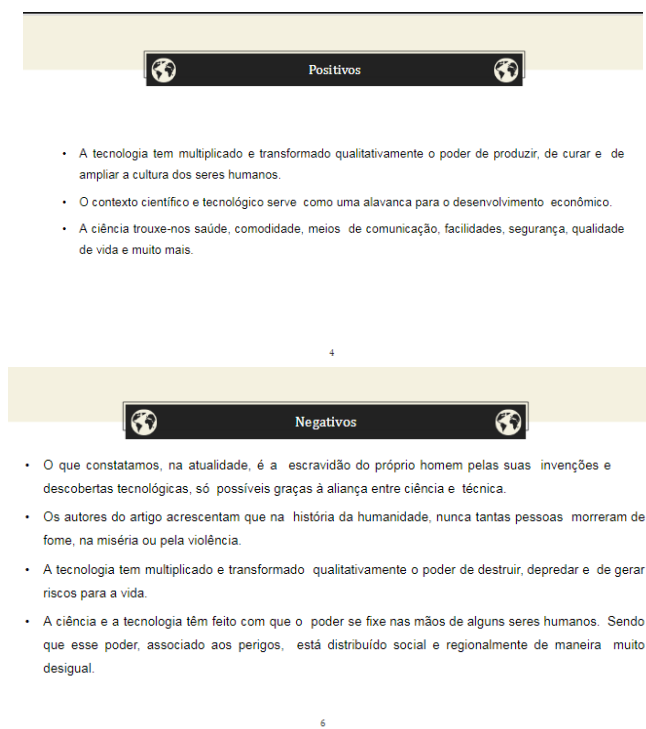 Positivos
• A tecnologia tem multiplicado e transformado qualitativamente o poder de produzir, de curar e de
ampliar a cultura dos seres humanos.
• O contexto científico e tecnológico serve como uma alavanca para o desenvolvimento econômico.
• A ciência trouxe-nos saúde, comodidade, meios de comunicação, facilidades, segurança, qualidade
de vida e muito mais.
4
Negativos
• O que constatamos, na atualidade, é a escravidão do próprio homem pelas suas invenções e
descobertas tecnológicas, só possíveis graças à aliança entre ciência e técnica.
• Os autores do artigo acrescentam que na história da humanidade, nunca tantas pessoas morreram de
fome, na miséria ou pela violência.
• A tecnologia tem multiplicado e transformado qualitativamente o poder de destruir, depredar e de gerar
riscos para a vida.
• A ciência e a tecnologia têm feito com que o poder se fixe nas mãos de alguns seres humanos. Sendo
que esse poder, associado aos perigos, está distribuído social e regionalmente de maneira muito
desigual.
6